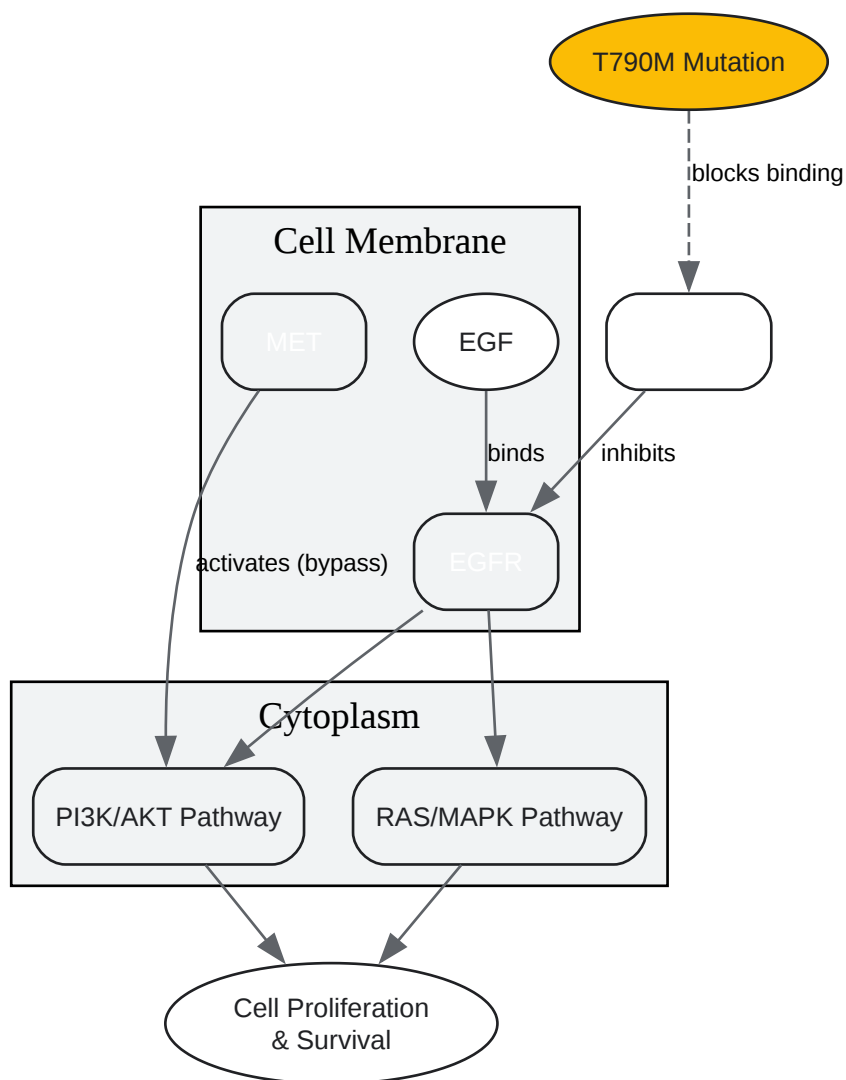 T790M Mutation
blocks binding
Cell Membrane
MET
EGF
binds
inhibits
activates (bypass)
EGFR
Cytoplasm
PI3K/AKT Pathway
RAS/MAPK Pathway
Cell Proliferation
& Survival